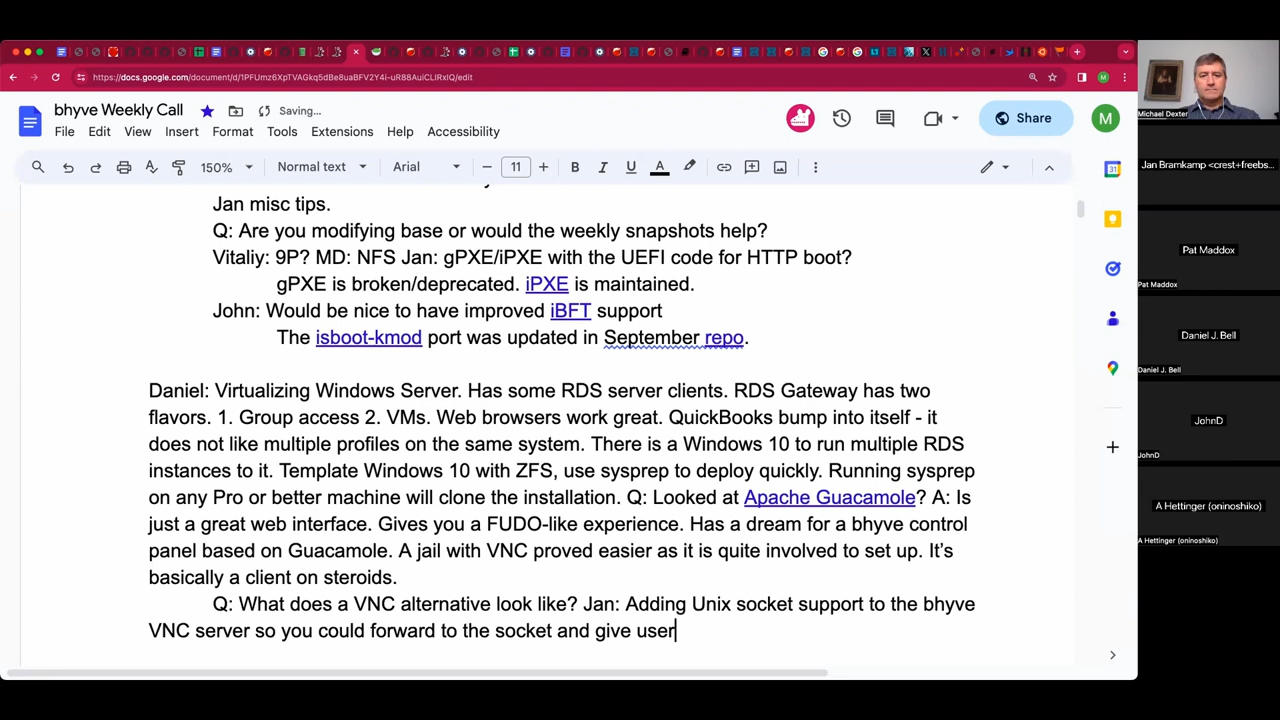 https://docs.google.com/document/d/1PFUmz6XpTVAGkq5dBe8uaBFV2Y4i-uR88AuiCLIRxIQ/edit
bhyve Weekly Call
Saving...
File Edit View Insert Format Tools Extensions Help Accessibility
Share
M
150% Normal text Arial 11 B I U A
31
Jan misc tips.
Q: Are you modifying base or would the weekly snapshots help?
Vitaliy: 9P? MD: NFS Jan: gPXE/iPXE with the UEFI code for HTTP boot?
gPXE is broken/deprecated. iPXE is maintained.
John: Would be nice to have improved iBFT support
The isboot-kmod port was updated in September repo.
Daniel: Virtualizing Windows Server. Has some RDS server clients. RDS Gateway has two
flavors. 1. Group access 2. VMs. Web browsers work great. QuickBooks bump into itself - it
does not like multiple profiles on the same system. There is a Windows 10 to run multiple RDS
instances to it. Template Windows 10 with ZFS, use sysprep to deploy quickly. Running sysprep
on any Pro or better machine will clone the installation. Q: Looked at Apache Guacamole? A: Is
just a great web interface. Gives you a FUDO-like experience. Has a dream for a bhyve control
panel based on Guacamole. A jail with VNC proved easier as it is quite involved to set up. It's
basically a client on steroids.
Q: What does a VNC alternative look like? Jan: Adding Unix socket support to the bhyve
VNC server so you could forward to the socket and give user
Michael Dexter
Jan Bramkamp <crest+freebs...
Pat Maddox
Pat Maddox
Daniel J. Bell
Daniel J. Bell
JohnD
JohnD
A Hettinger (oninoshiko)
A Hettinger (oninoshiko)